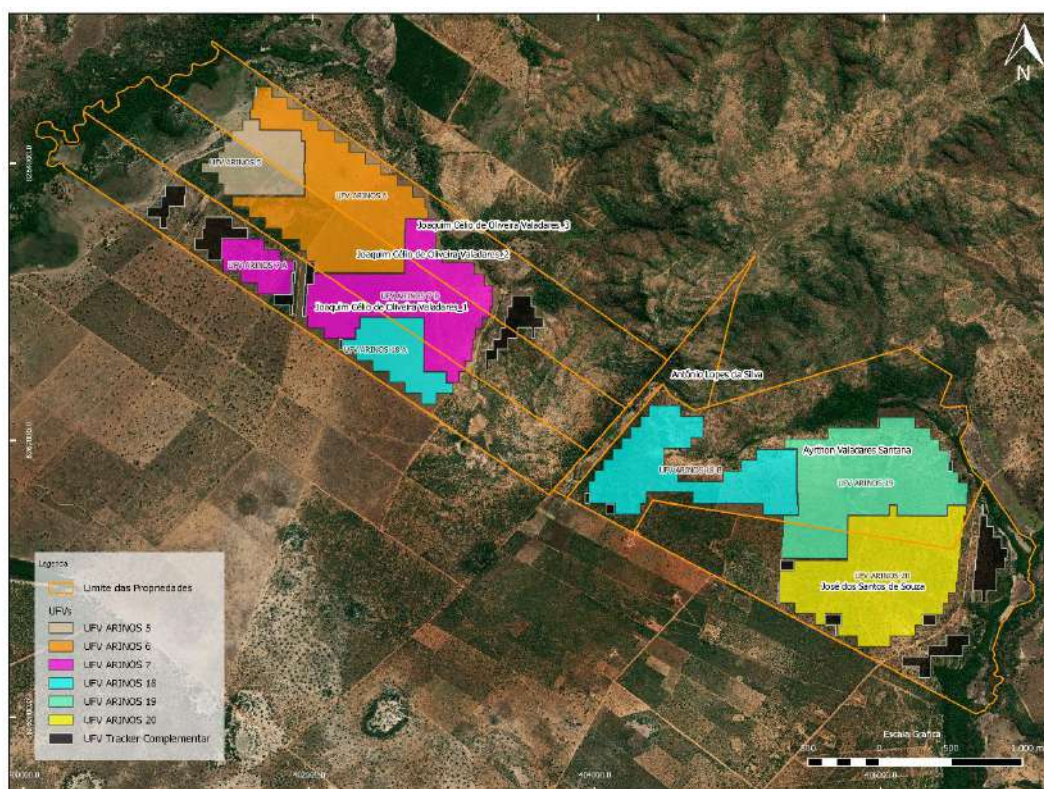 N
UFV ARINOS 5
UFV ARINOS 6
Joaquim Célio de Oliveira Valadares_3
Joaquim Célio de Oliveira Valadares_2
UFV ARINOS 7 A
UFV ARINOS 7 B
Joaquim Célio de Oliveira Valadares_1
UFV ARINOS 18 A
Antônio Lopes da Silva
Ayrthon Valadares Santana
UFV ARINOS 18 B
UFV ARINOS 19
UFV ARINOS 20
José dos Santos de Souza
Legenda
Limite das Propriedades
UFVs
UFV ARINOS 5
UFV ARINOS 6
UFV ARINOS 7
UFV ARINOS 18
UFV ARINOS 19
UFV ARINOS 20
UFV Tracker Complementar
Escala Gráfica
500 0 500 1.000 m